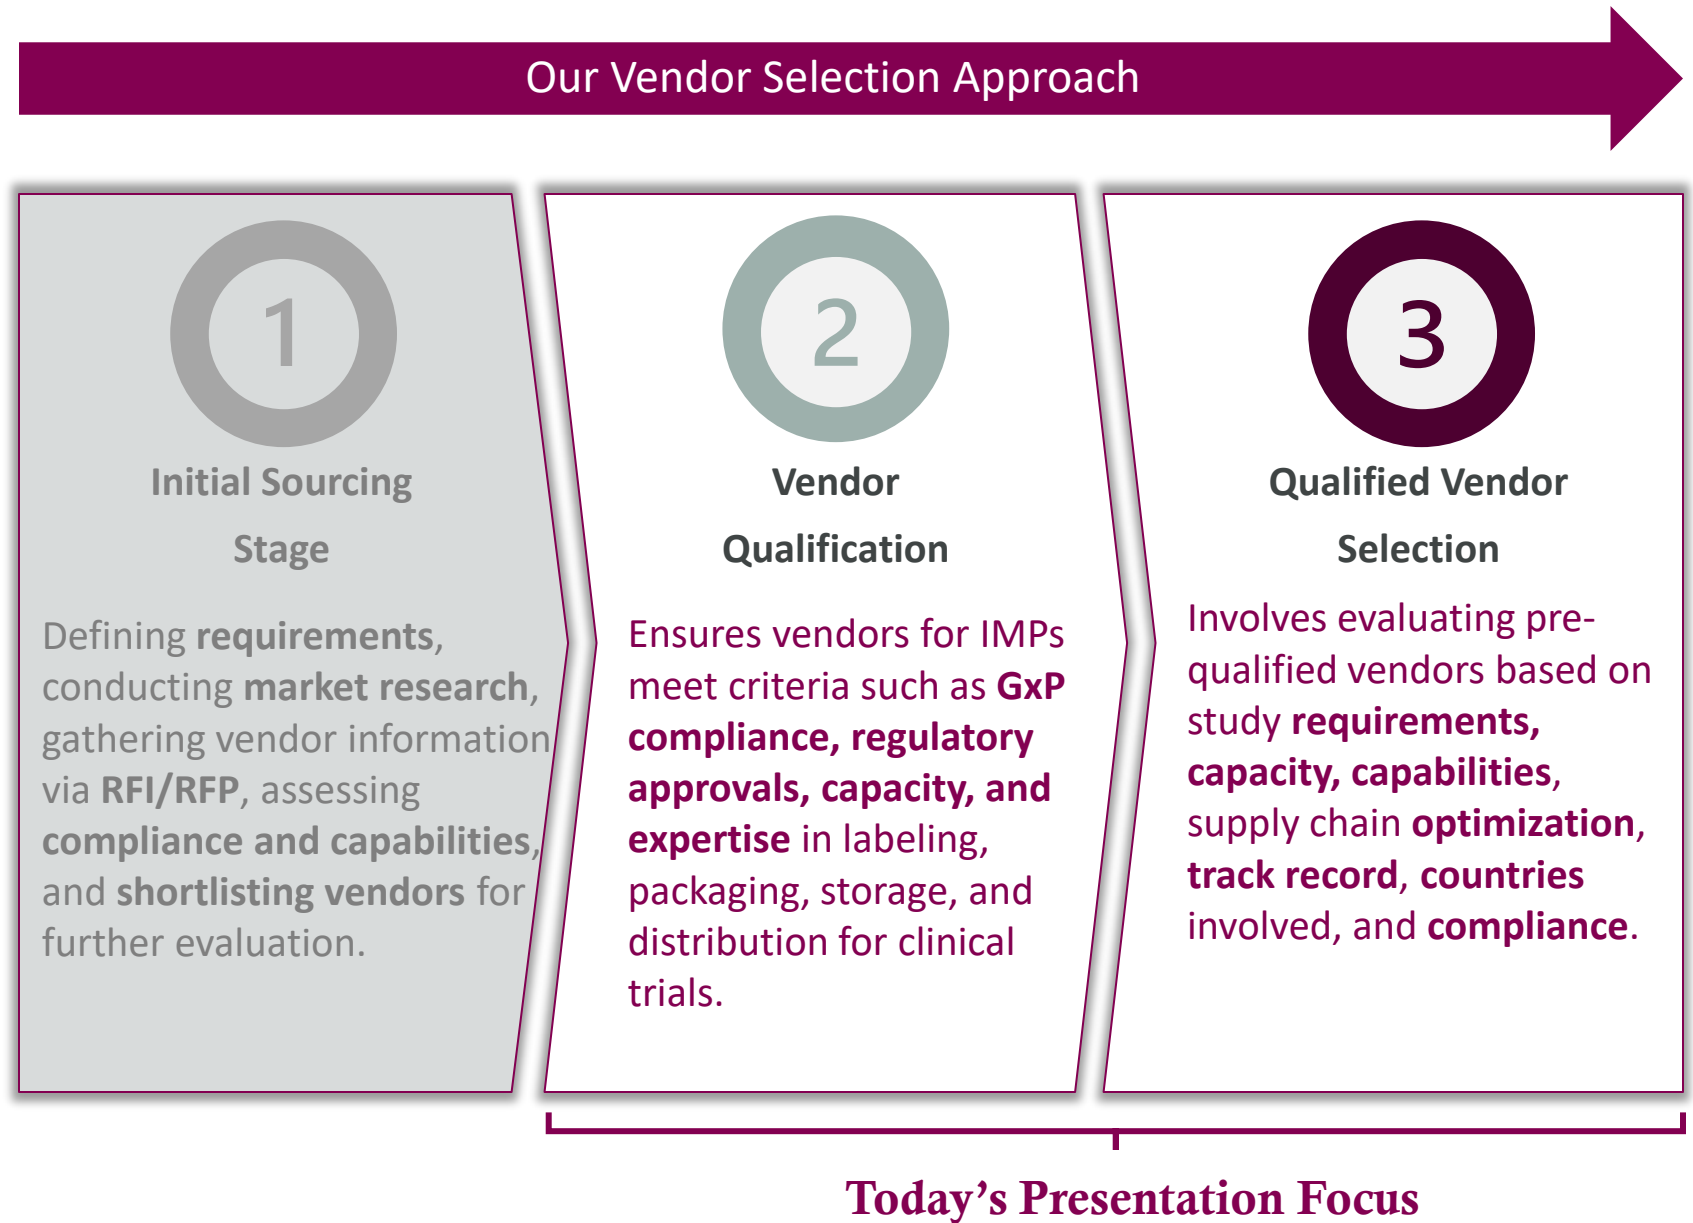 Our Vendor Selection Approach
1
Initial Sourcing
Stage
Defining requirements,
conducting market research,
gathering vendor information
via RFI/RFP, assessing
compliance and capabilities,
and shortlisting vendors for
further evaluation.
2
Vendor
Qualification
Ensures vendors for IMPs
meet criteria such as GxP
compliance, regulatory
approvals, capacity, and
expertise in labeling,
packaging, storage, and
distribution for clinical
trials.
3
Qualified Vendor
Selection
Involves evaluating pre-
qualified vendors based on
study requirements,
capacity, capabilities,
supply chain optimization,
track record, countries
involved, and compliance.
Today’s Presentation Focus